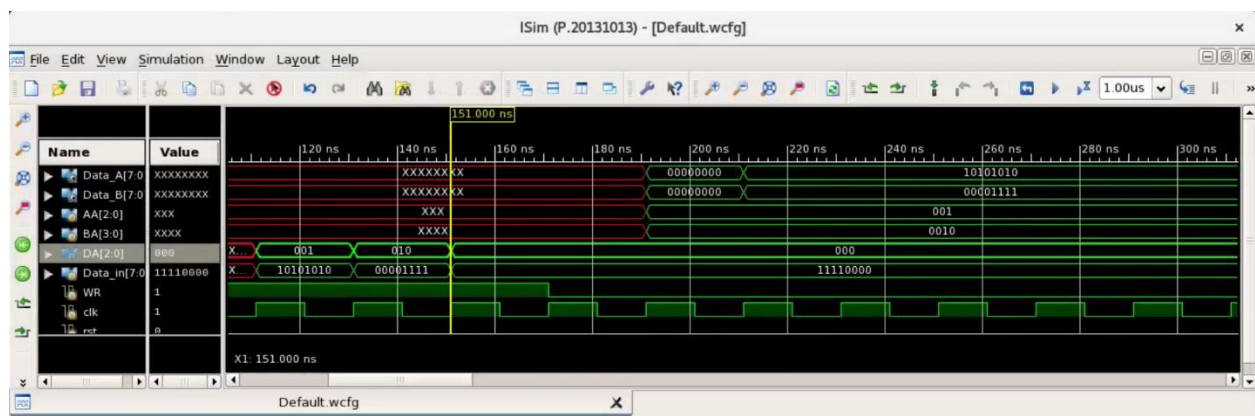 ISim (P.20131013) - [Default.wcfg]
File Edit View Simulation Window Layout Help
1.00us
151.000 ns
Name Value
120 ns 140 ns 160 ns 180 ns 200 ns 220 ns 240 ns 260 ns 280 ns 300 ns
Data_A[7:0 XXXXXXXX XXXXXXXX 00000000 10101010
Data_B[7:0 XXXXXXXX XXXXXXXX 00000000 00001111
AA[2:0] XXX XXX 001
BA[3:0] XXXX XXXX 0010
DA[2:0] 000 X... 001 010 000
Data_in[7:0 11110000 X... 10101010 00001111 11110000
WR 1
clk 1
rst 0
X1: 151.000 ns
Default.wcfg